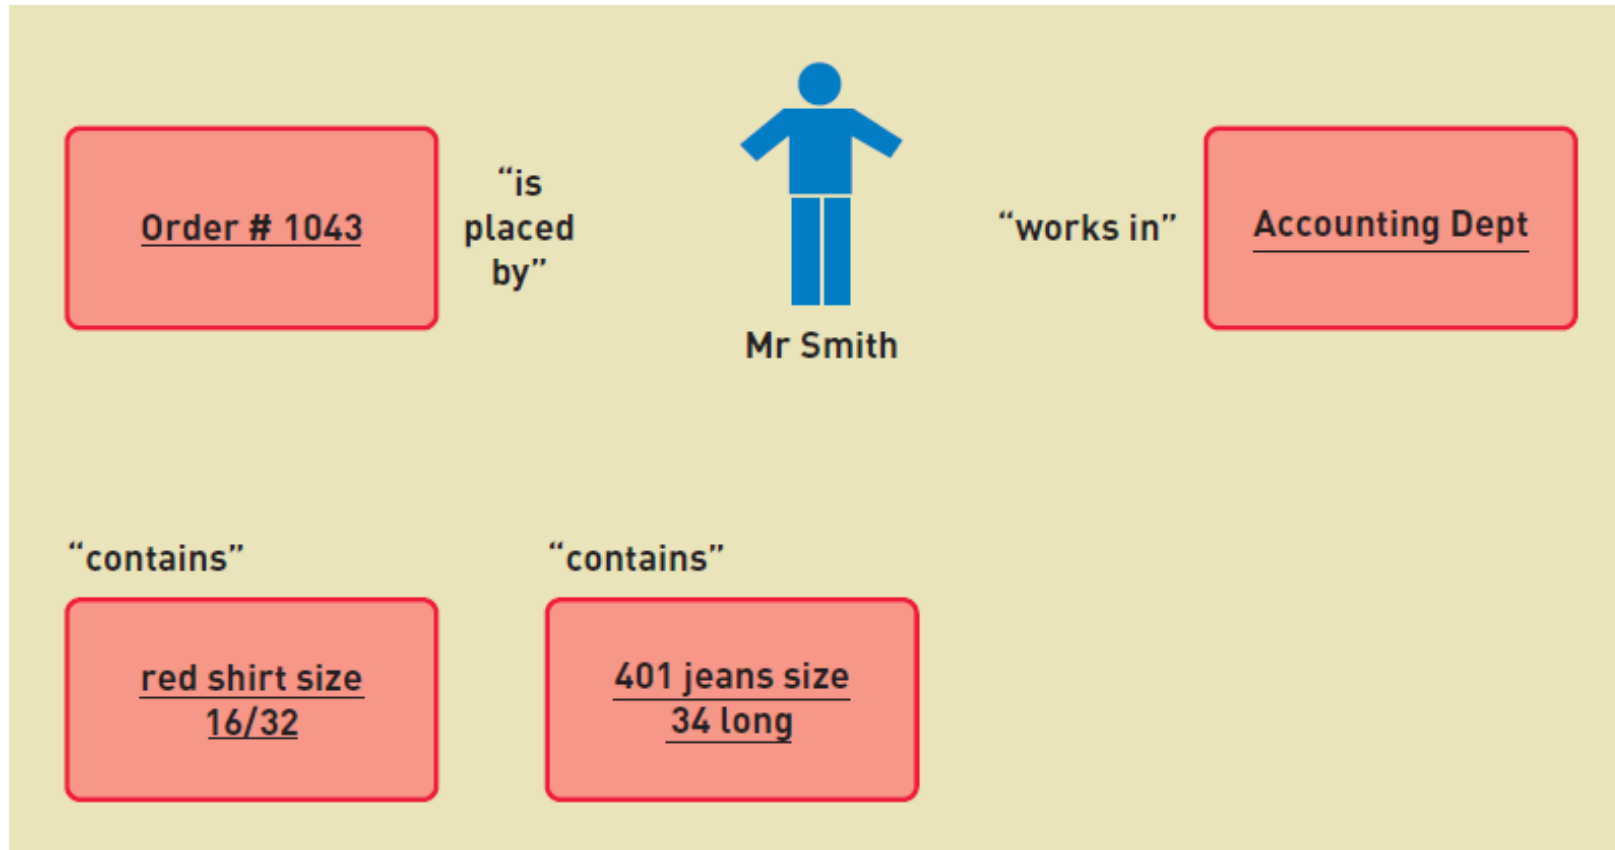 Order # 1043
“is
placed
by”
Mr Smith
“works in”
Accounting Dept
“contains”
red shirt size
16/32
“contains”
401 jeans size
34 long